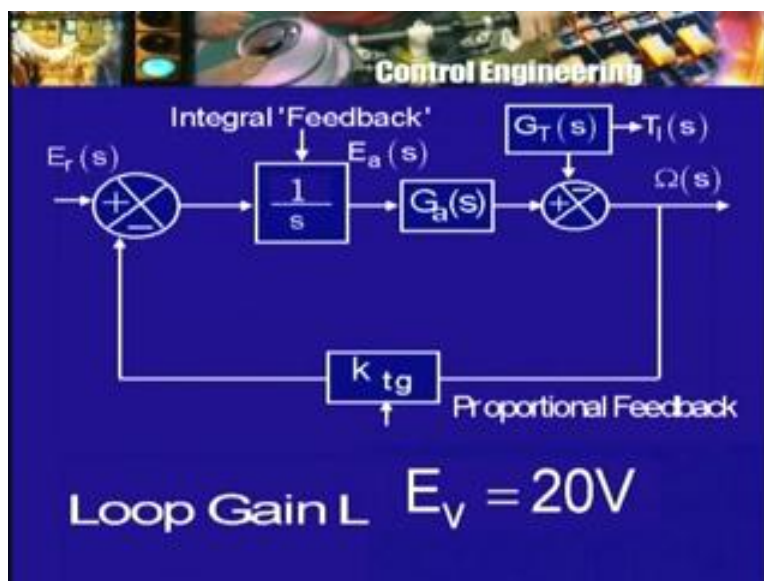 Control Engineering
Integral 'Feedback'
E_r(s)
E_a(s)
G_T(s)
T_l(s)
Ω(s)
+
−
1
s
G_a(s)
+
−
k_tg
Proportional Feedback
Loop Gain L
E_v = 20V